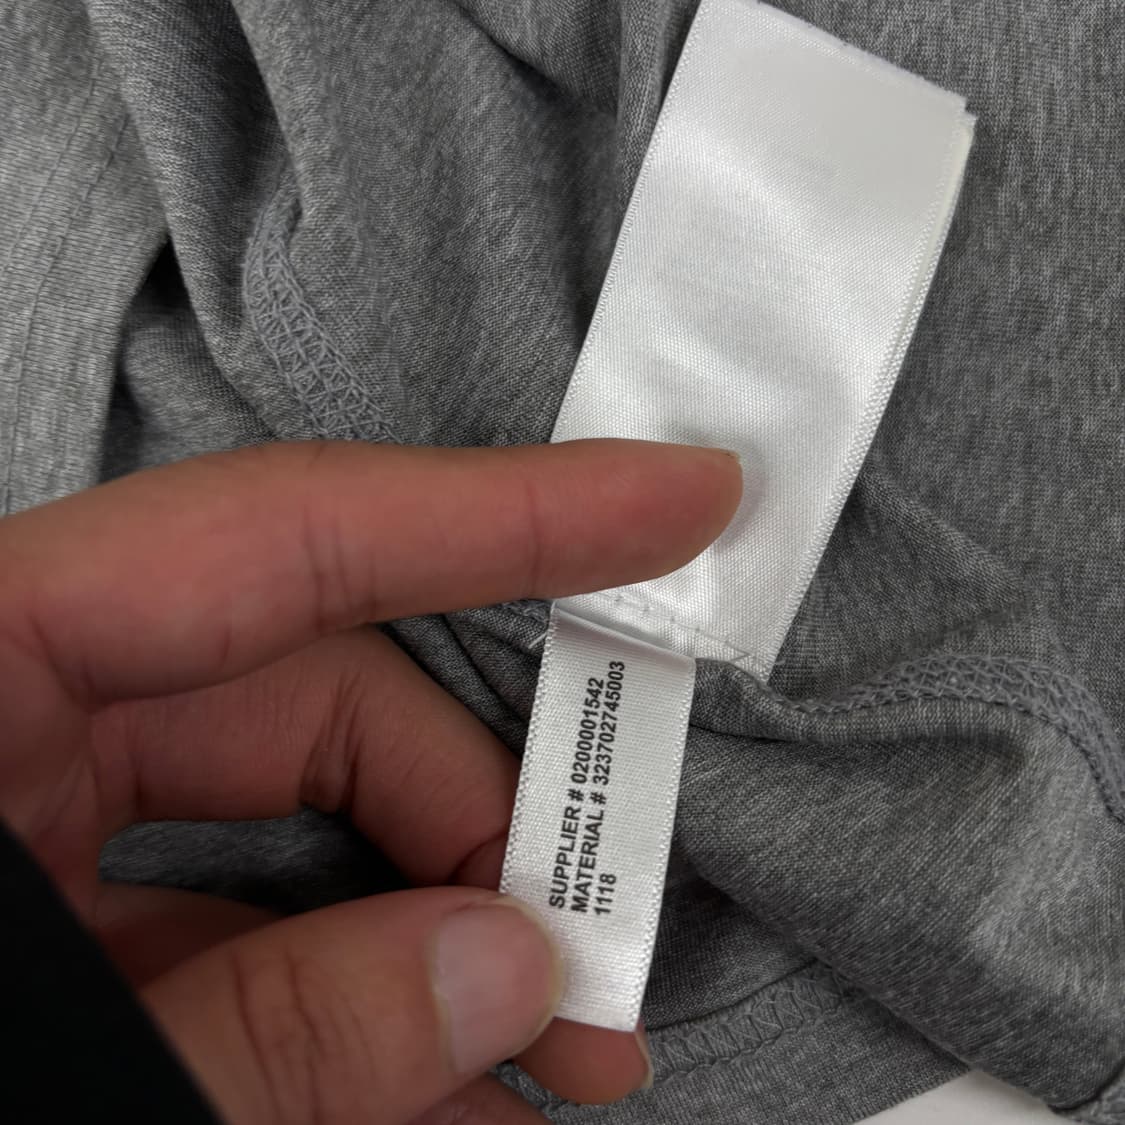 SUPPLIER # 0200001542
MATERIAL # 323702745003
1118